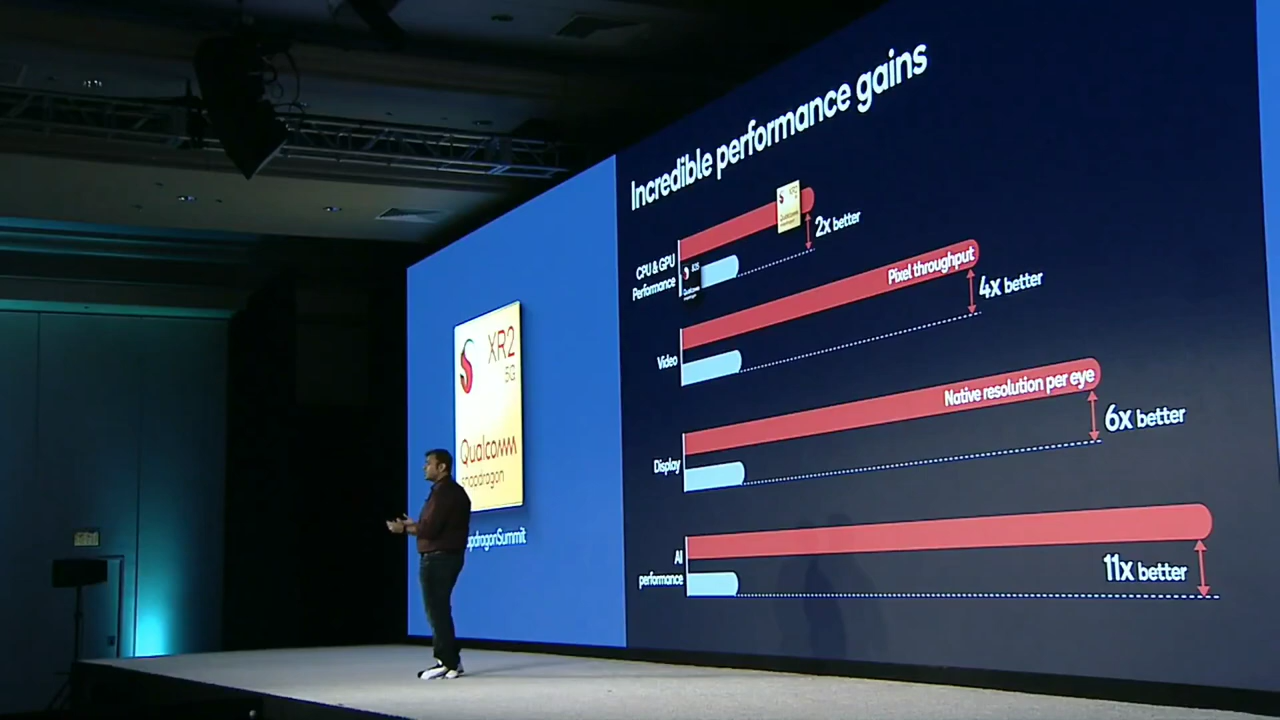 Incredible performance gains
XR2
5G
Qualcomm
snapdragon
pdragonSummit
CPU & GPU
Performance
2x better
Video
Pixel throughput
4x better
Display
Native resolution per eye
6x better
AI
performance
11x better